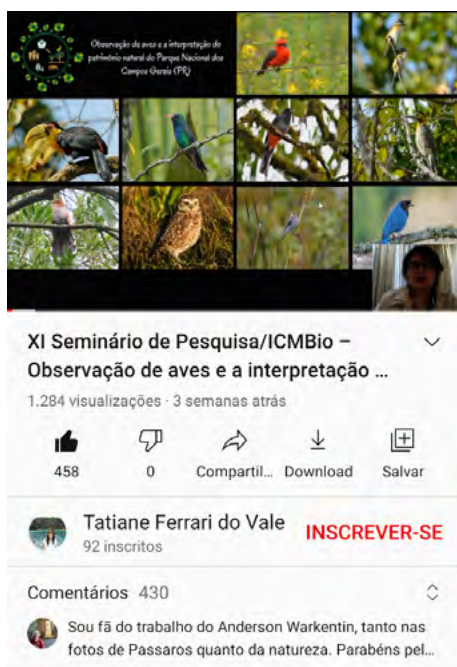 Observação de aves e a interpretação do
patrimônio natural do Parque Nacional dos
Campos Gerais (PR)
XI Seminário de Pesquisa/ICMBio –
Observação de aves e a interpretação ...
1.284 visualizações · 3 semanas atrás
458
0
Compartil...
Download
Salvar
Tatiane Ferrari do Vale
INSCREVER-SE
92 inscritos
Comentários 430
Sou fã do trabalho do Anderson Warkentin, tanto nas
fotos de Passaros quanto da natureza. Parabéns pel...